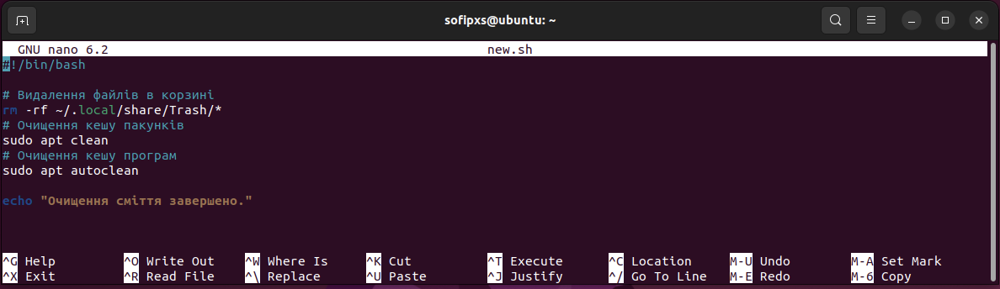 sofipxs@ubuntu: ~
GNU nano 6.2 new.sh
#!/bin/bash
# Видалення файлів в корзині
rm -rf ~/.local/share/Trash/*
# Очищення кешу пакунків
sudo apt clean
# Очищення кешу програм
sudo apt autoclean
echo "Очищення сміття завершено."
^G Help ^O Write Out ^W Where Is ^K Cut ^T Execute ^C Location M-U Undo M-A Set Mark
^X Exit ^R Read File ^\ Replace ^U Paste ^J Justify ^/ Go To Line M-E Redo M-6 Copy